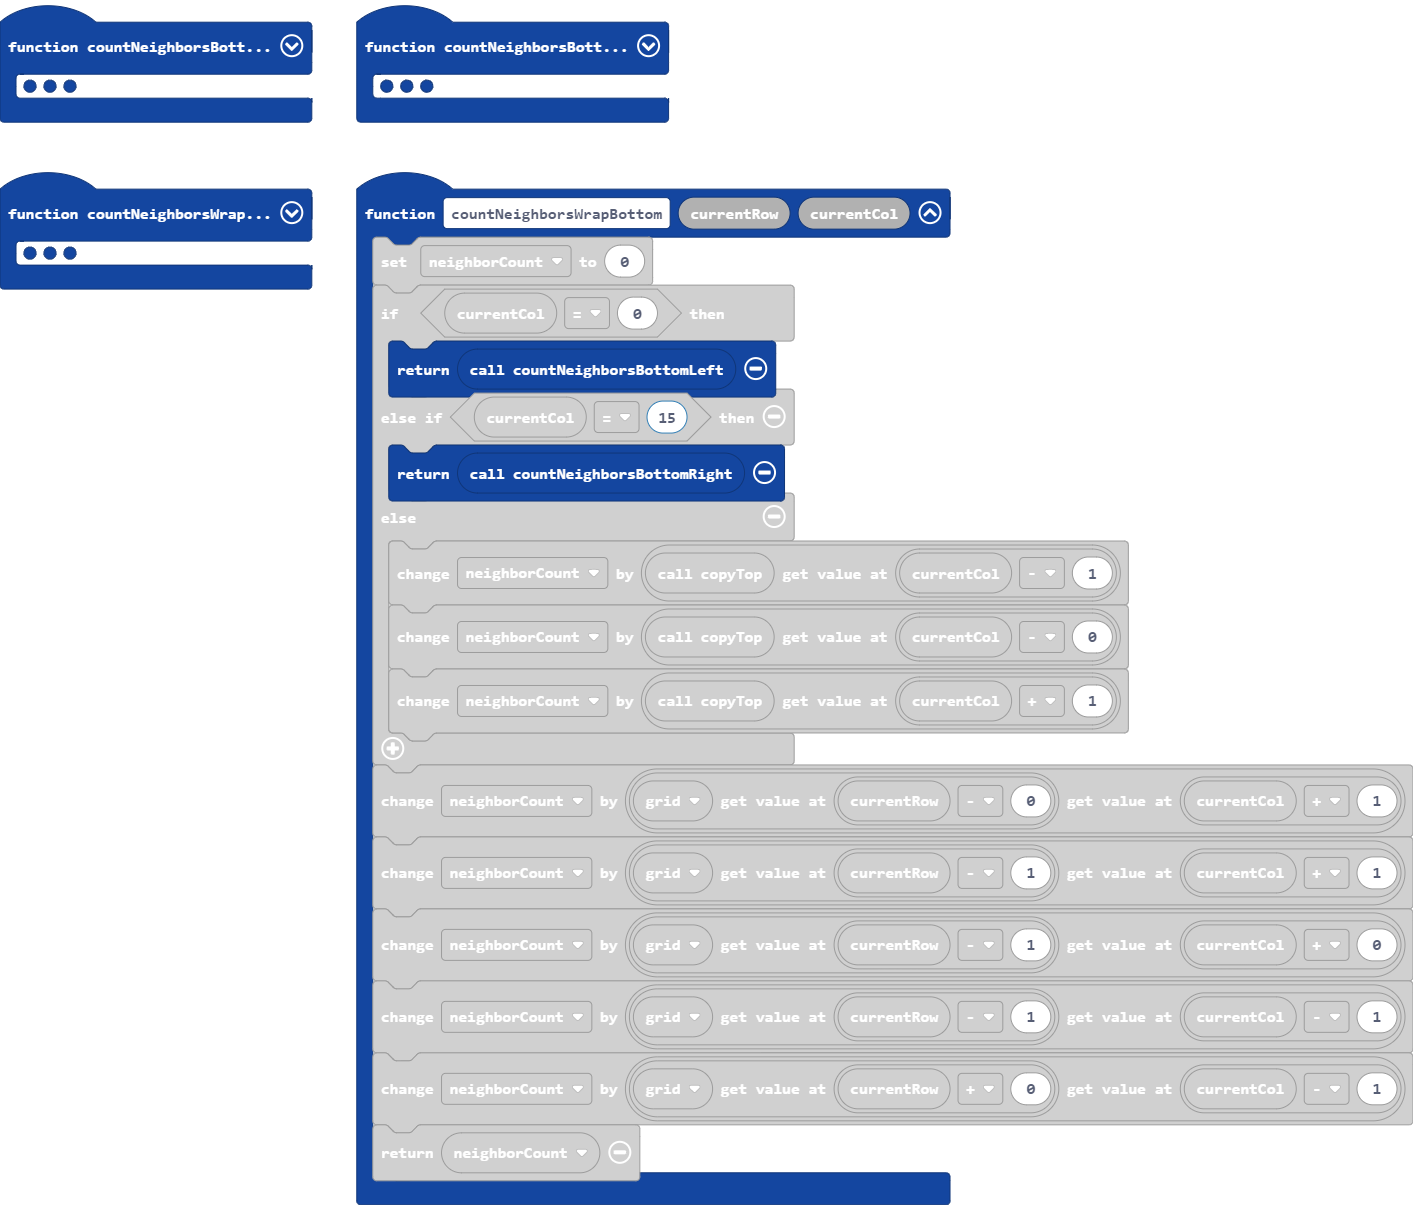 function countNeighborsBott...
function countNeighborsBott...
function countNeighborsWrap...
function countNeighborsWrapBottom currentRow currentCol
set neighborCount to 0
if currentCol = 0 then
return call countNeighborsBottomLeft
else if currentCol = 15 then
return call countNeighborsBottomRight
else
change neighborCount by call copyTop get value at currentCol - 1
change neighborCount by call copyTop get value at currentCol - 0
change neighborCount by call copyTop get value at currentCol + 1
change neighborCount by grid get value at currentRow - 0 get value at currentCol + 1
change neighborCount by grid get value at currentRow - 1 get value at currentCol + 1
change neighborCount by grid get value at currentRow - 1 get value at currentCol + 0
change neighborCount by grid get value at currentRow - 1 get value at currentCol - 1
change neighborCount by grid get value at currentRow + 0 get value at currentCol - 1
return neighborCount